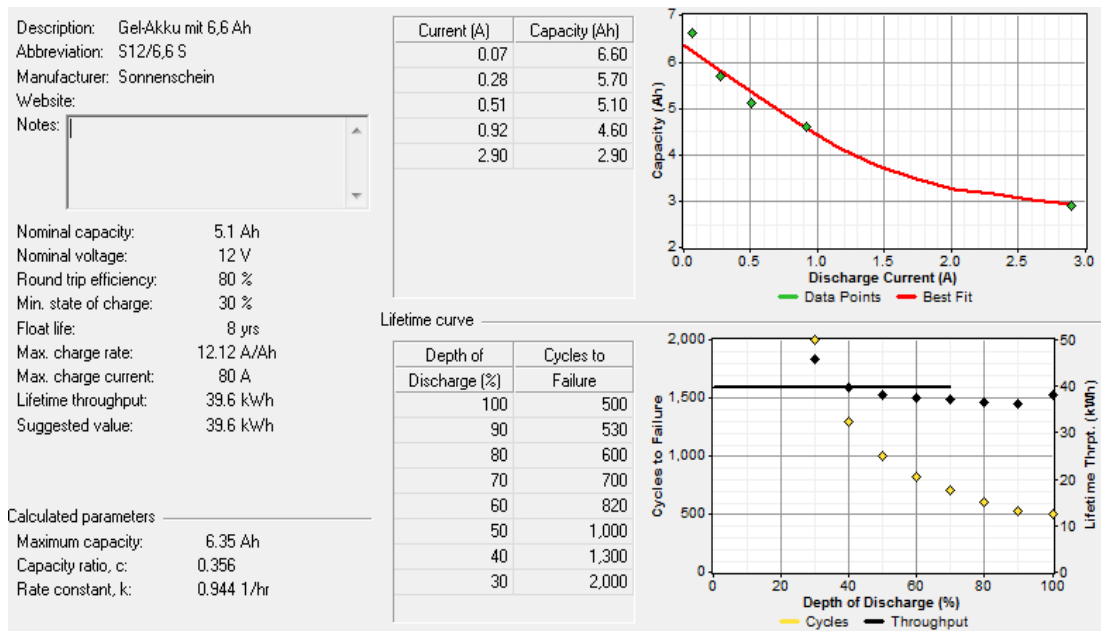 Description: Gel-Akku mit 6,6 Ah
Abbreviation: S12/6,6 S
Manufacturer: Sonnenschein
Website:
Notes:
Nominal capacity: 5.1 Ah
Nominal voltage: 12 V
Round trip efficiency: 80 %
Min. state of charge: 30 %
Float life: 8 yrs
Max. charge rate: 12.12 A/Ah
Max. charge current: 80 A
Lifetime throughput: 39.6 kWh
Suggested value: 39.6 kWh
Calculated parameters
Maximum capacity: 6.35 Ah
Capacity ratio, c: 0.356
Rate constant, k: 0.944 1/hr
Current (A) Capacity (Ah)
0.07 6.60
0.28 5.70
0.51 5.10
0.92 4.60
2.90 2.90
7
6
5
4
3
2
Capacity (Ah)
0.0 0.5 1.0 1.5 2.0 2.5 3.0
Discharge Current (A)
Data Points Best Fit
Lifetime curve
Depth of Cycles to
Discharge (%) Failure
100 500
90 530
80 600
70 700
60 820
50 1,000
40 1,300
30 2,000
2,000
1,500
1,000
500
0
Cycles to Failure
50
40
30
20
10
0
Lifetime Thrpt. (kWh)
0 20 40 60 80 100
Depth of Discharge (%)
Cycles Throughput